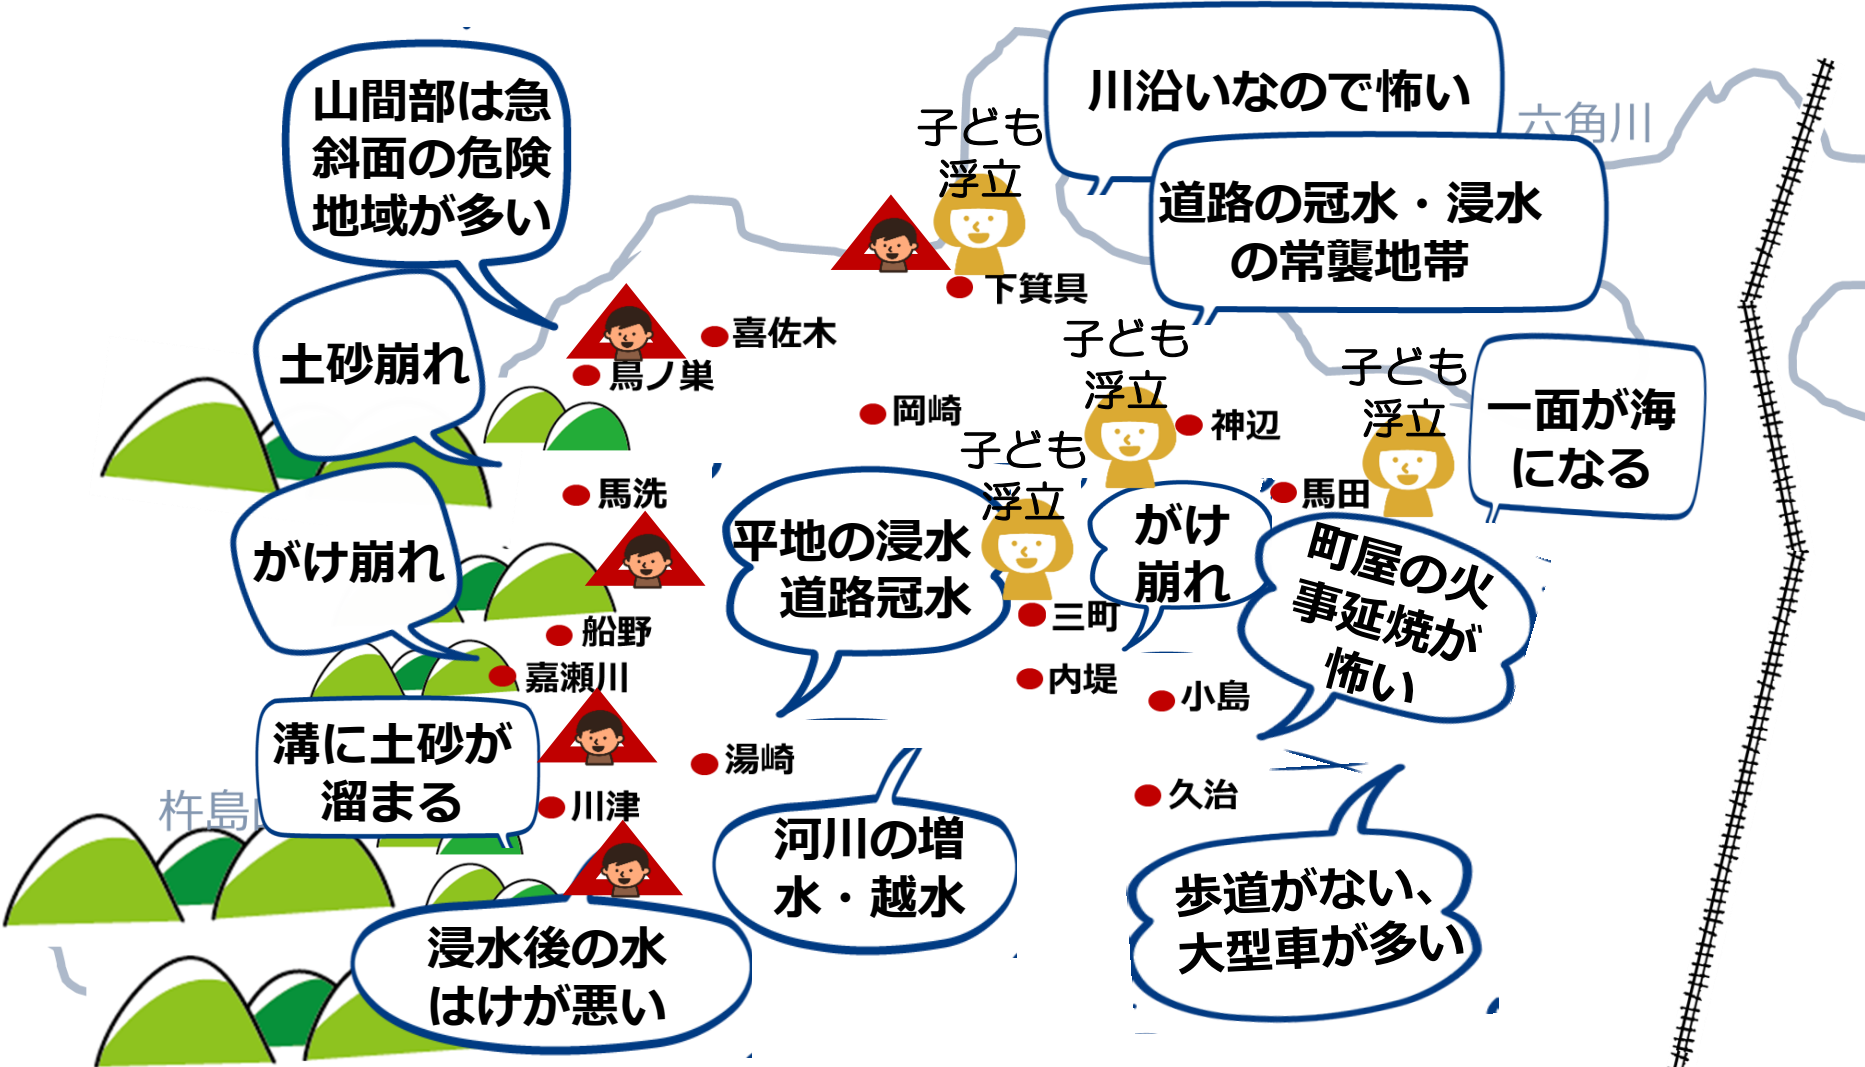 山間部は急
斜面の危険
地域が多い
川沿いなので怖い
六角川
子ども
浮立
道路の冠水・浸水
の常襲地帯
下箕具
喜佐木
鳥ノ巣
土砂崩れ
子ども
浮立
神辺
子ども
浮立
一面が海
になる
岡崎
子ども
浮立
馬洗
馬田
がけ崩れ
平地の浸水
道路冠水
がけ
崩れ
町屋の火
事延焼が
怖い
三町
船野
嘉瀬川
内堤
小島
溝に土砂が
溜まる
湯崎
川津
久治
杵島
河川の増
水・越水
歩道がない、
大型車が多い
浸水後の水
はけが悪い